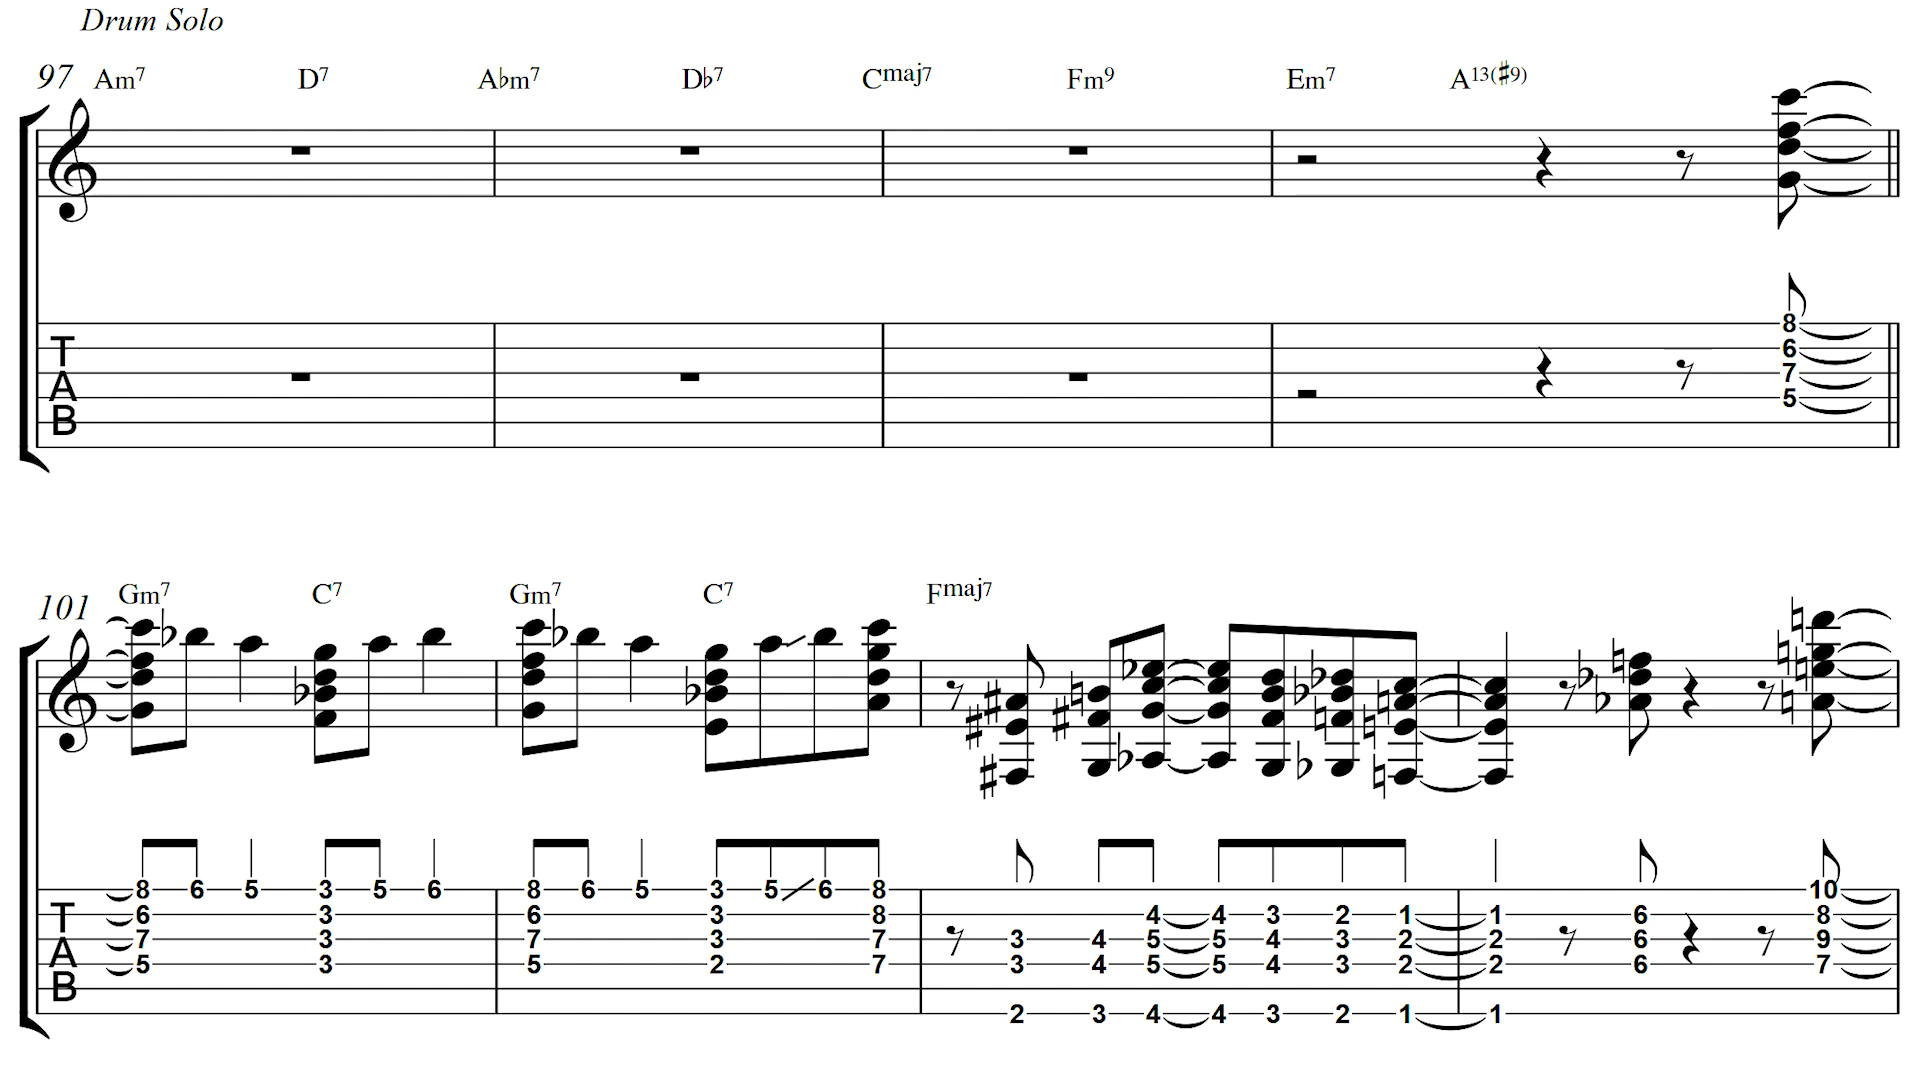 Drum Solo
97 Am7 D7 A♭m7 D♭7 Cmaj7 Fm9 Em7 A13(♯9)
8
T 6
A 7
5
B
101 Gm7 C7 Gm7 C7 Fmaj7
8 6 5 3 5 6 8 6 5 3 5 6 8 10
T 6 3 6 3 8 4 4 3 2 1 1 6 8
A 7 3 7 3 7 3 4 5 5 4 3 2 2 6 9
5 3 5 2 7 3 4 5 5 4 3 2 2 6 7
B
2 3 4 4 3 2 1 1